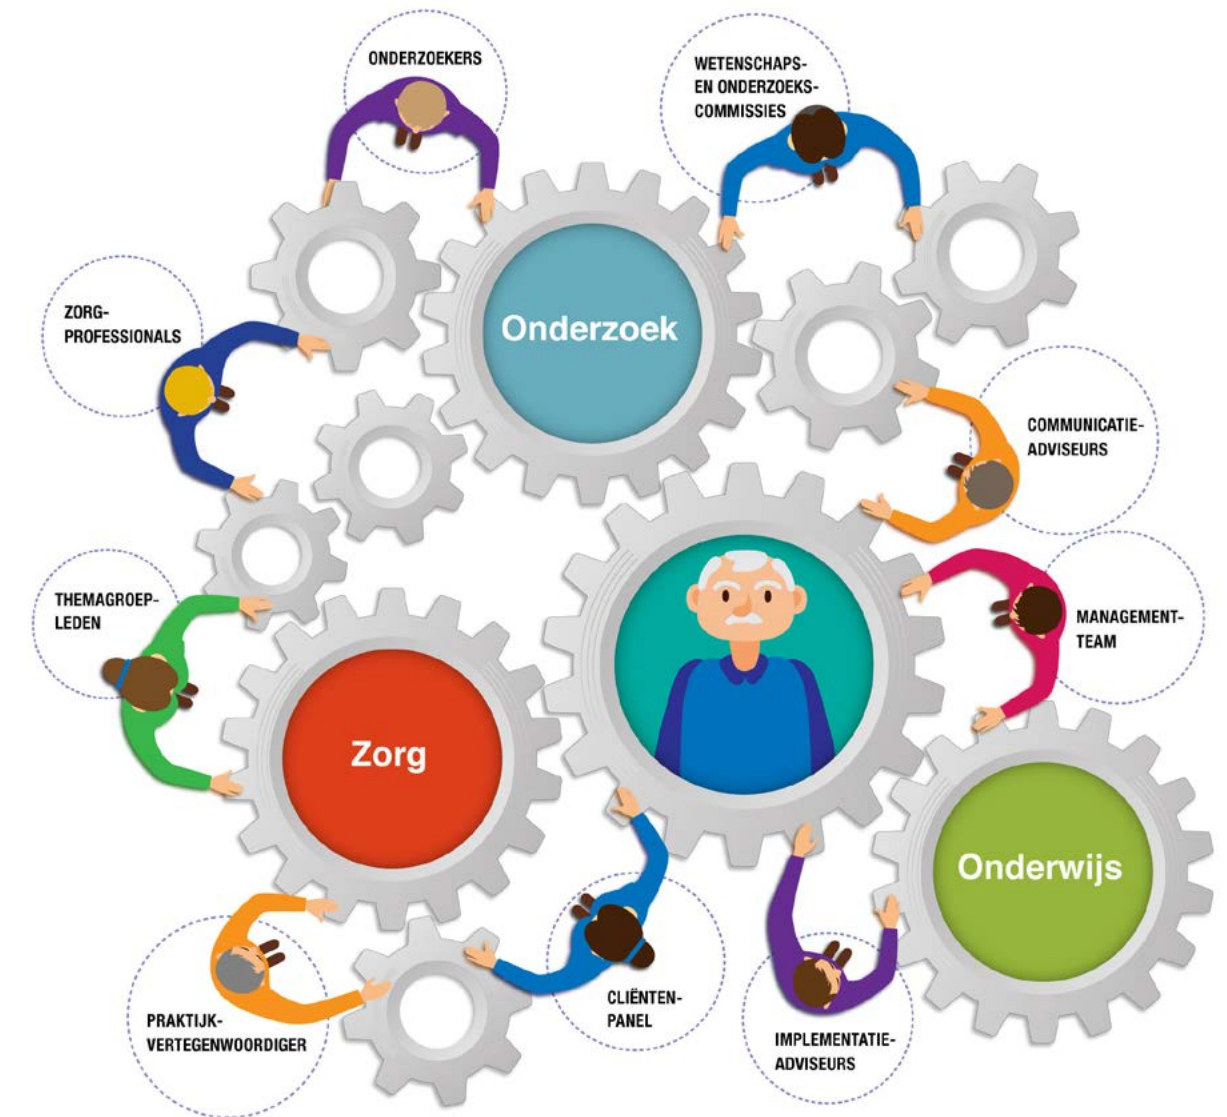 ONDERZOEKERS
WETENSCHAPS-
EN ONDERZOEKS-
COMMISSIES
ZORG-
PROFESSIONALS
Onderzoek
COMMUNICATIE-
ADVISEURS
THEMAGROEP-
LEDEN
MANAGEMENT-
TEAM
Zorg
Onderwijs
CLIËNTEN-
PANEL
PRAKTIJK-
VERTEGENWOORDIGER
IMPLEMENTATIE-
ADVISEURS